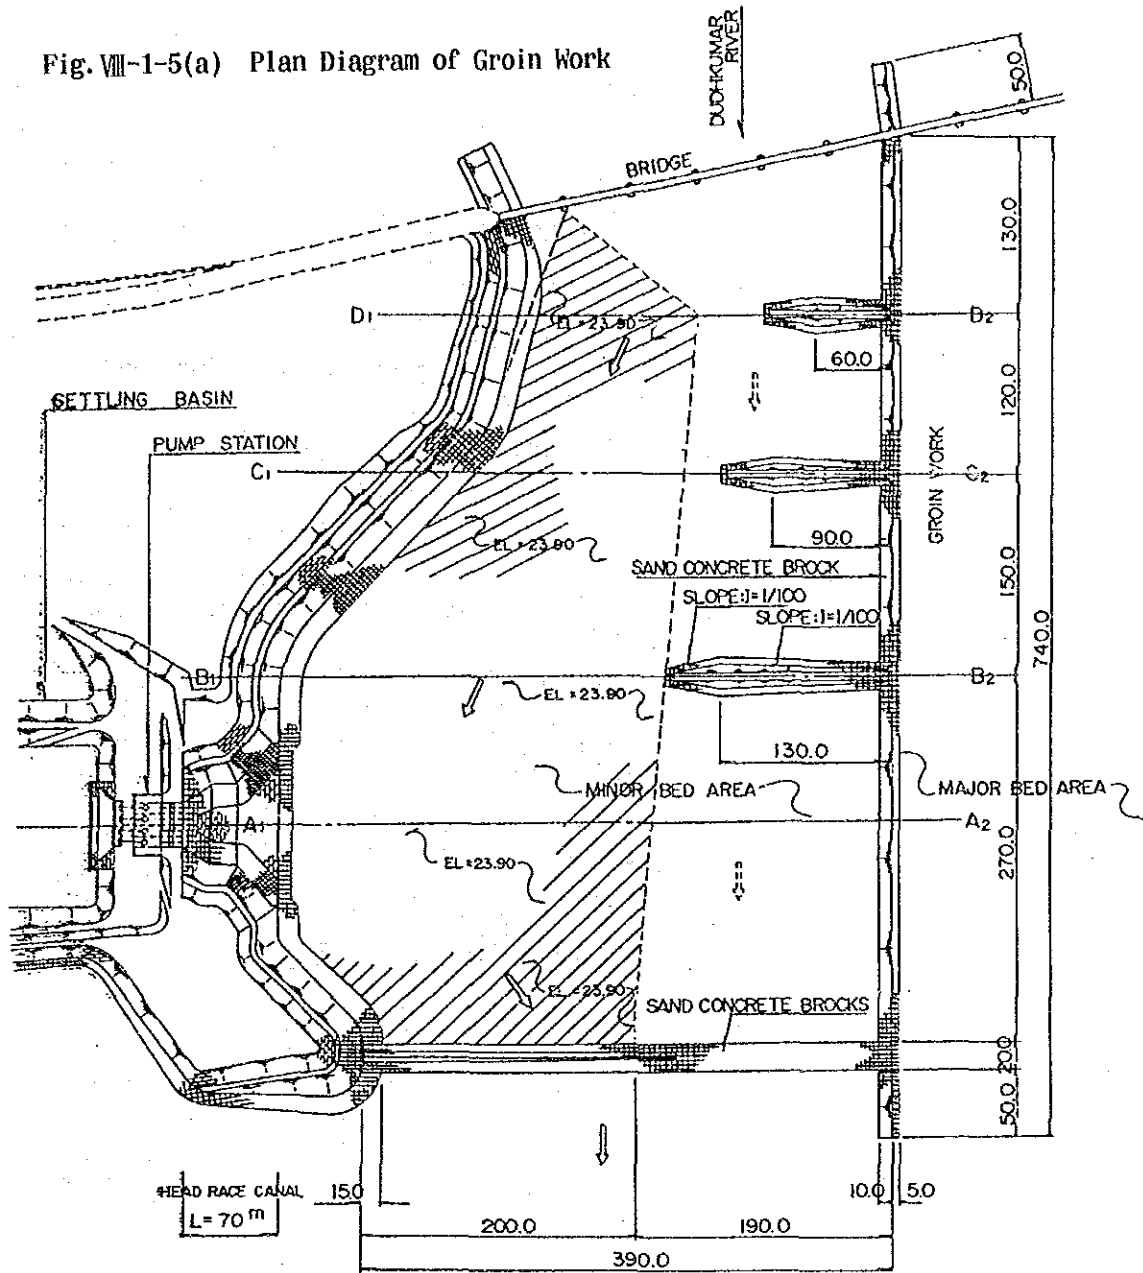 Fig. VIII-1-5(a) Plan Diagram of Groin Work
DUDHKUMAR
RIVER
50.0
BRIDGE
130.0
D1
EL = 23.90
D2
60.0
120.0
SETTLING BASIN
PUMP STATION
C1
C2
GROIN WORK
90.0
EL = 23.90
SAND CONCRETE BROCK
150.0
SLOPE:I=1/100
SLOPE:I=1/100
740.0
B1
B2
EL = 23.90
130.0
MINOR BED AREA
MAJOR BED AREA
A1
A2
EL = 23.90
270.0
EL = 23.90
SAND CONCRETE BROCKS
20.0
50.0
HEAD RACE CANAL
L = 70 m
15.0
10.0
5.0
200.0
190.0
390.0